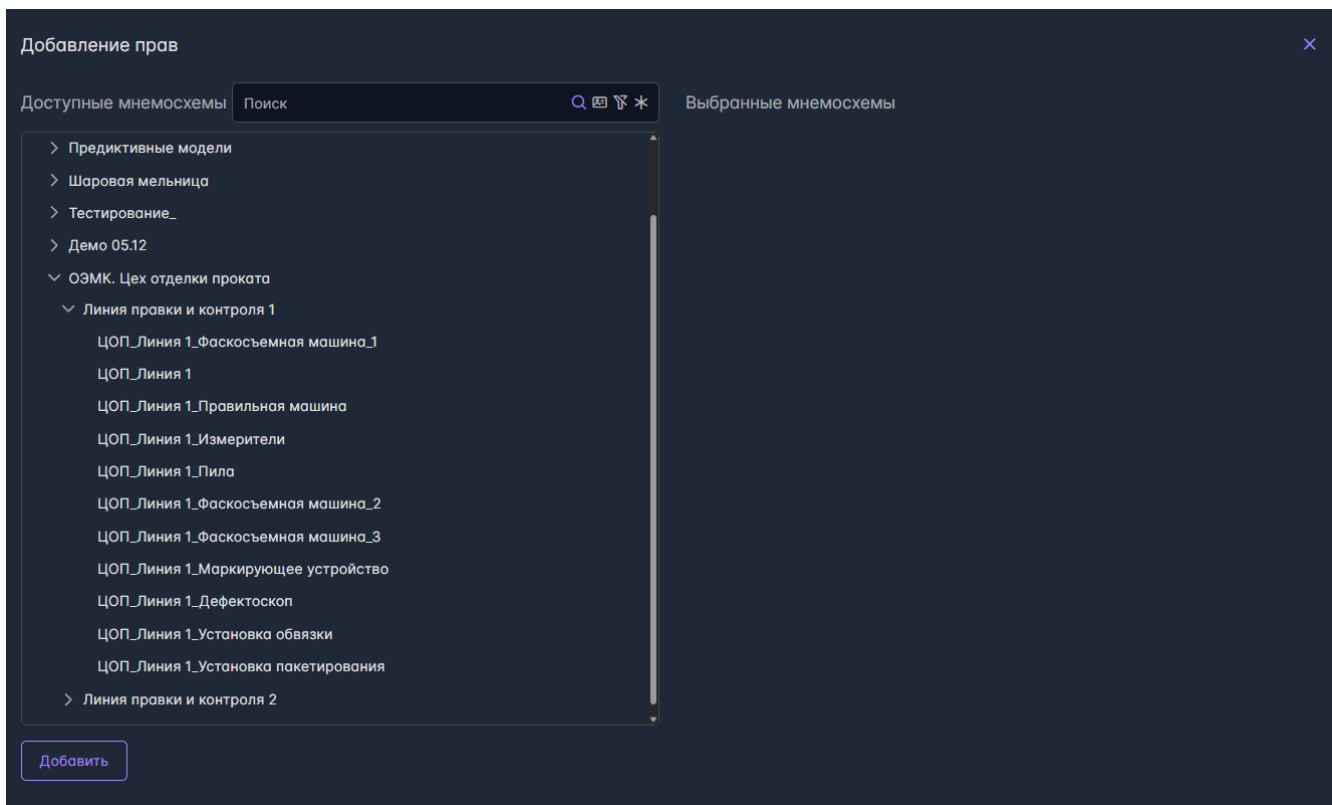 Добавление прав
Доступные мнемосхемы
Поиск
Выбранные мнемосхемы
Предиктивные модели
Шаровая мельница
Тестирование_
Демо 05.12
ОЭМК. Цех отделки проката
Линия правки и контроля 1
ЦОП_Линия 1_Фаскосъемная машина_1
ЦОП_Линия 1
ЦОП_Линия 1_Правильная машина
ЦОП_Линия 1_Измерители
ЦОП_Линия 1_Пила
ЦОП_Линия 1_Фаскосъемная машина_2
ЦОП_Линия 1_Фаскосъемная машина_3
ЦОП_Линия 1_Маркирующее устройство
ЦОП_Линия 1_Дефектоскоп
ЦОП_Линия 1_Установка обвязки
ЦОП_Линия 1_Установка пакетирования
Линия правки и контроля 2
Добавить